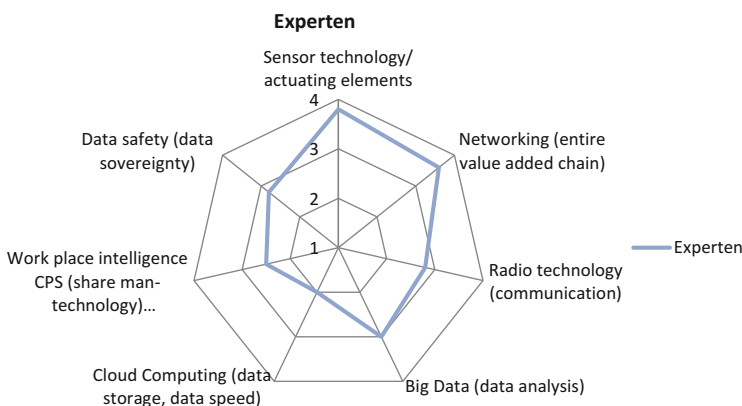 Experten
Sensor technology/
actuating elements
4
3
2
1
Networking (entire
value added chain)
Radio technology
(communication)
Big Data (data analysis)
Cloud Computing (data
storage, data speed)
Work place intelligence
CPS (share man-
technology)...
Data safety (data
sovereignty)
Experten